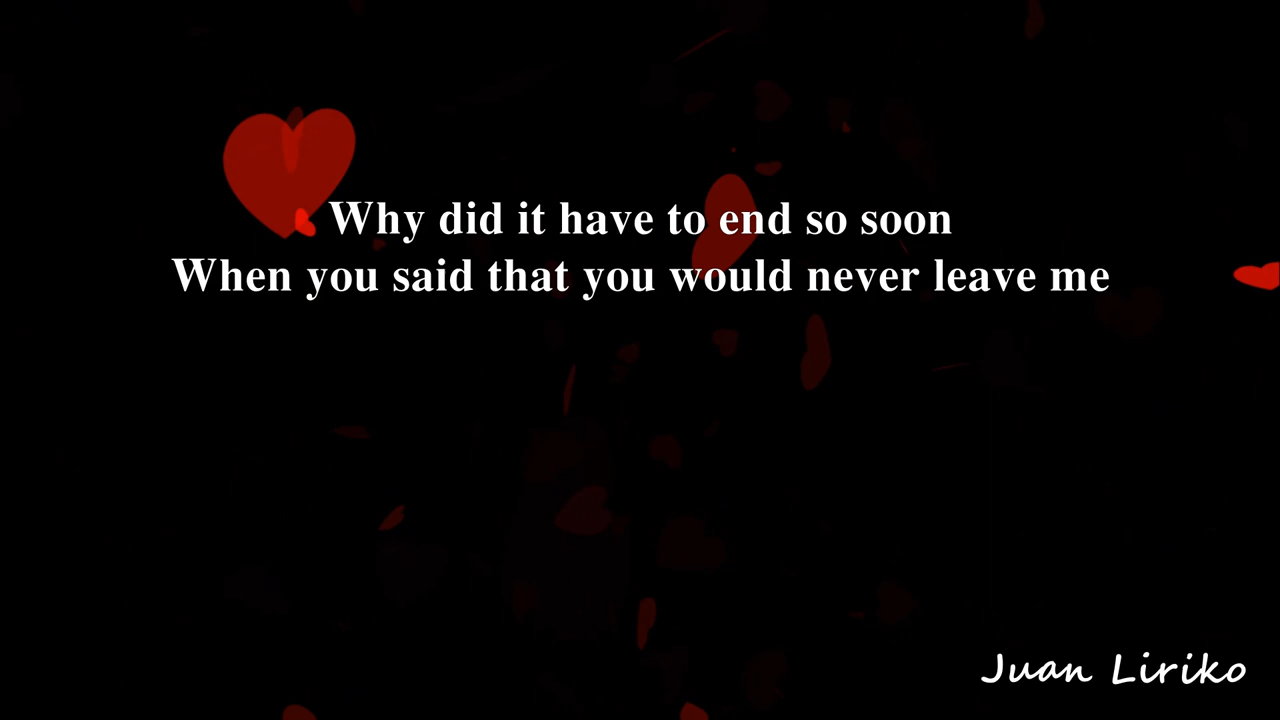 Why did it have to end so soon
When you said that you would never leave me
Juan Liriko